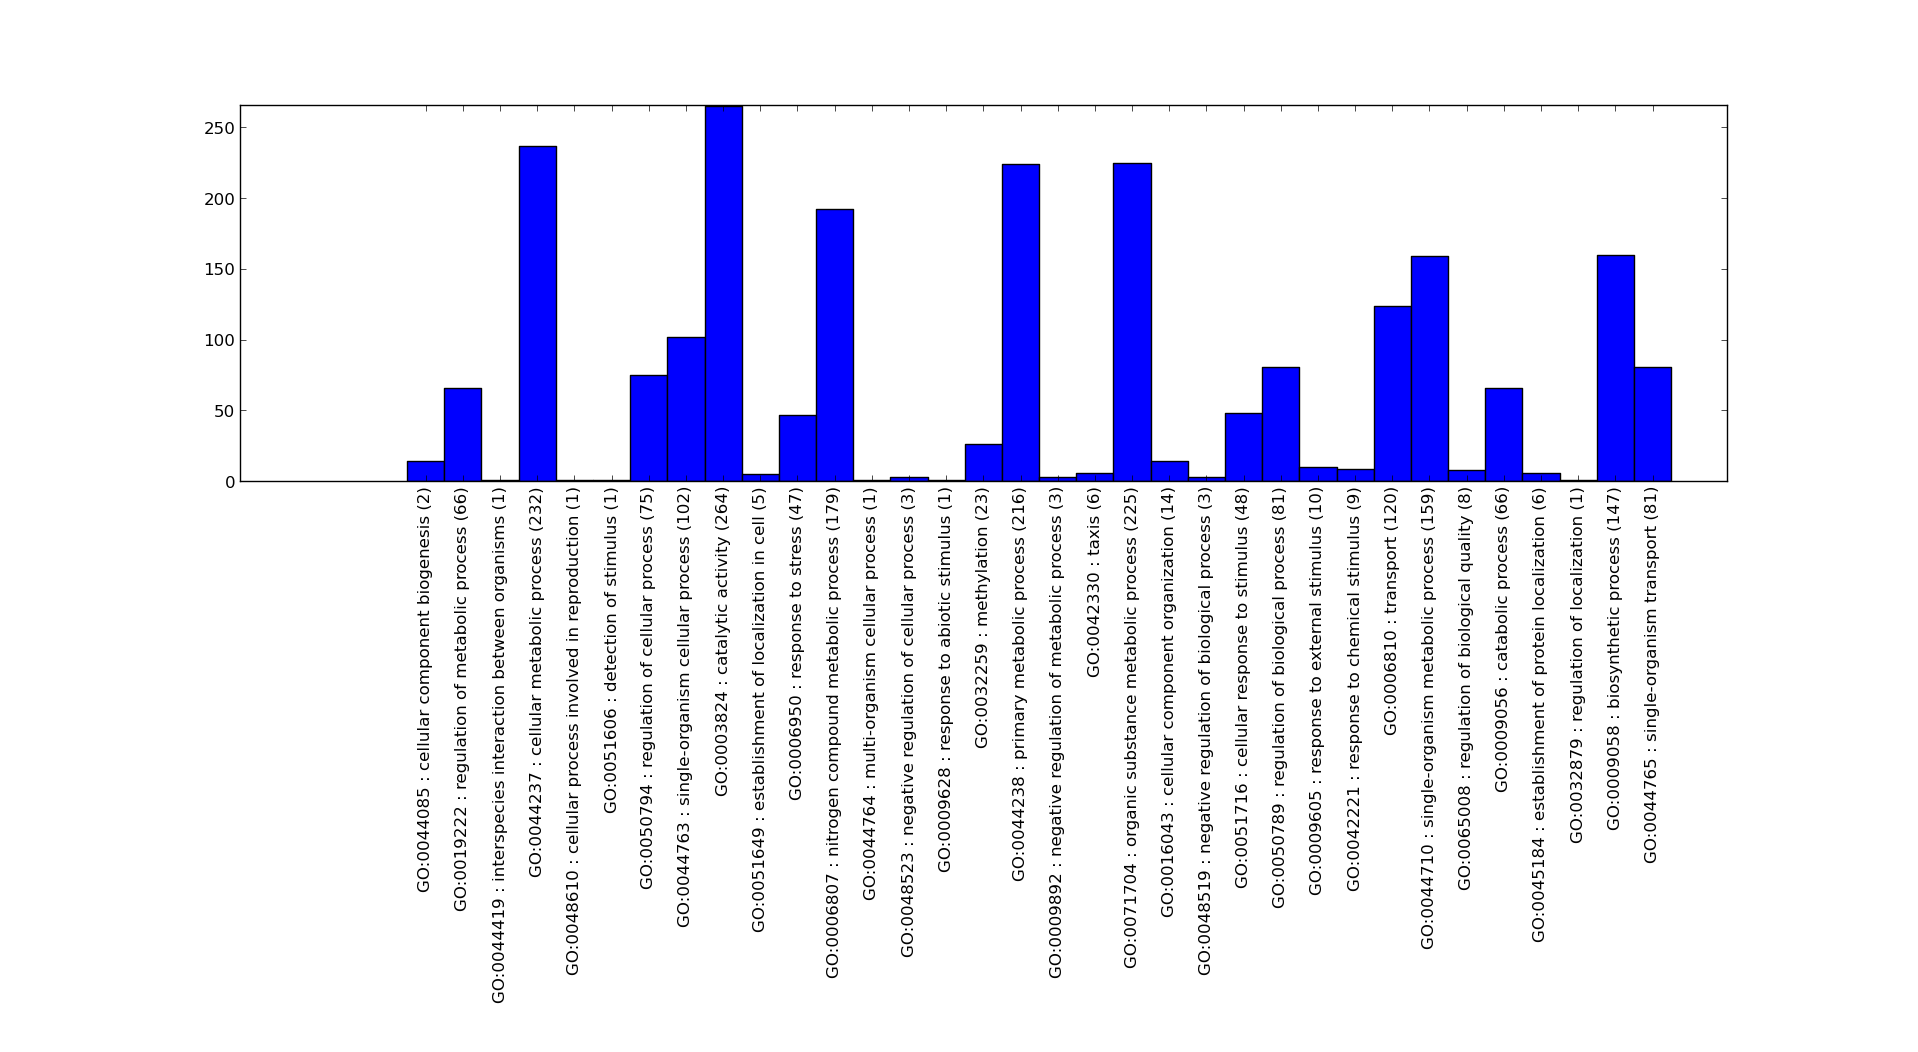 250
200
150
100
50
0
GO:0044085 : cellular component biogenesis (2)
GO:0019222 : regulation of metabolic process (66)
GO:0044419 : interspecies interaction between organisms (1)
GO:0044237 : cellular metabolic process (232)
GO:0048610 : cellular process involved in reproduction (1)
GO:0051606 : detection of stimulus (1)
GO:0050794 : regulation of cellular process (75)
GO:0044763 : single-organism cellular process (102)
GO:0003824 : catalytic activity (264)
GO:0051649 : establishment of localization in cell (5)
GO:0006950 : response to stress (47)
GO:0006807 : nitrogen compound metabolic process (179)
GO:0044764 : multi-organism cellular process (1)
GO:0048523 : negative regulation of cellular process (3)
GO:0009628 : response to abiotic stimulus (1)
GO:0032259 : methylation (23)
GO:0044238 : primary metabolic process (216)
GO:0009892 : negative regulation of metabolic process (3)
GO:0042330 : taxis (6)
GO:0071704 : organic substance metabolic process (225)
GO:0016043 : cellular component organization (14)
GO:0048519 : negative regulation of biological process (3)
GO:0051716 : cellular response to stimulus (48)
GO:0050789 : regulation of biological process (81)
GO:0009605 : response to external stimulus (10)
GO:0042221 : response to chemical stimulus (9)
GO:0006810 : transport (120)
GO:0044710 : single-organism metabolic process (159)
GO:0065008 : regulation of biological quality (8)
GO:0009056 : catabolic process (66)
GO:0045184 : establishment of protein localization (6)
GO:0032879 : regulation of localization (1)
GO:0009058 : biosynthetic process (147)
GO:0044765 : single-organism transport (81)